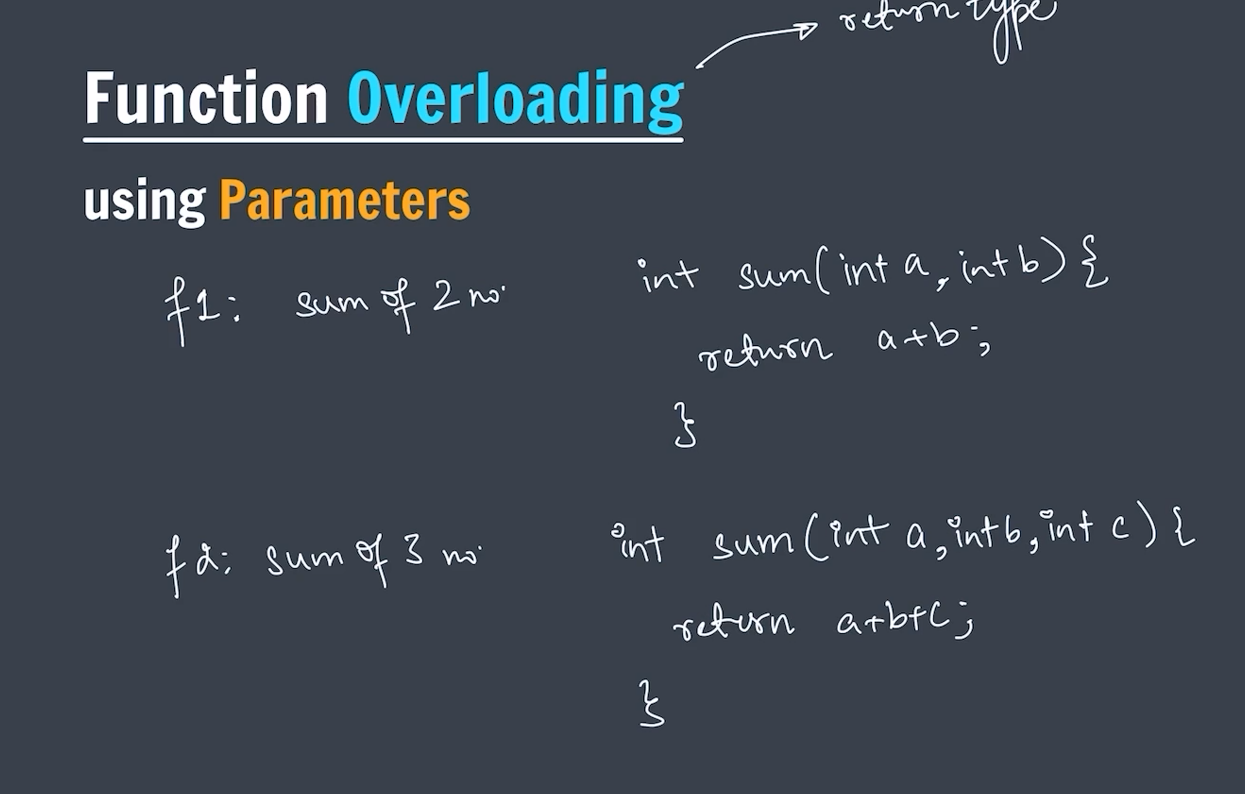 return type
Function Overloading
using Parameters
f1: sum of 2 no.
int sum(int a, int b) {
return a+b;
}
f2: sum of 3 no.
int sum(int a, int b, int c) {
return a+b+c;
}